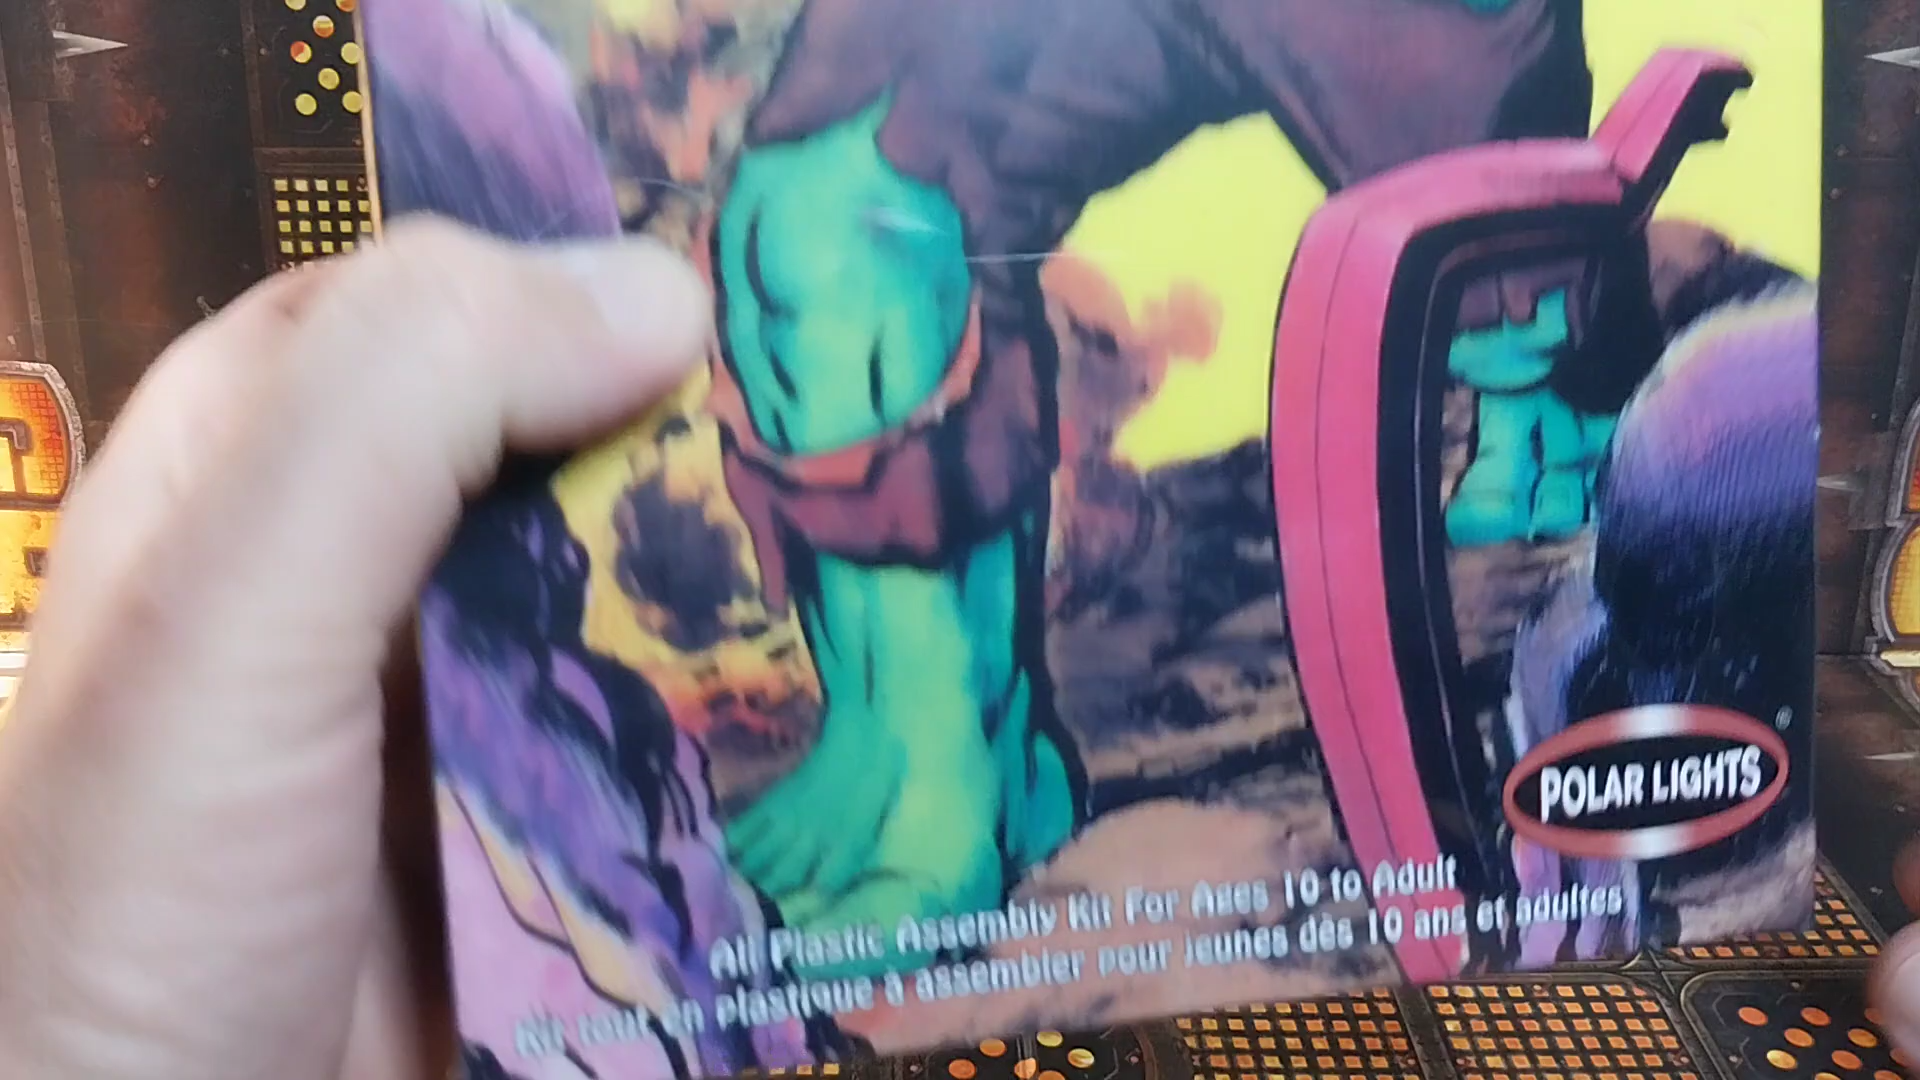 POLAR LIGHTS
®
All Plastic Assembly Kit For Ages 10 to Adult
Kit tout en plastique à assembler pour jeunes dès 10 ans et adultes